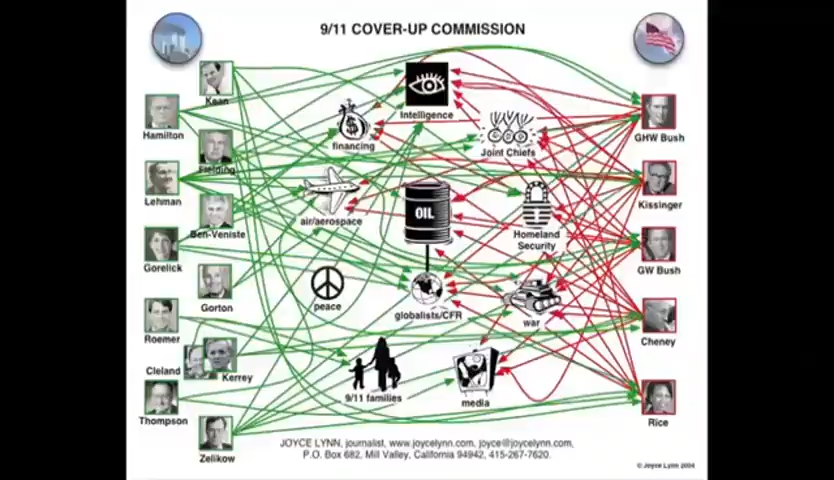 9/11 COVER-UP COMMISSION
Kean
Intelligence
Hamilton
financing
Joint Chiefs
GHW Bush
Fielding
Lehman
air/aerospace
OIL
Kissinger
Ben-Veniste
Homeland
Security
Gorelick
GW Bush
Gorton
peace
globalists/CFR
war
Roemer
Cheney
Cleland
Kerrey
9/11 families
media
Thompson
Rice
Zelikow
JOYCE LYNN, journalist, www.joycelynn.com, joyce@joycelynn.com,
P.O. Box 682, Mill Valley, California 94942, 415-267-7620.
© Joyce Lynn 2004